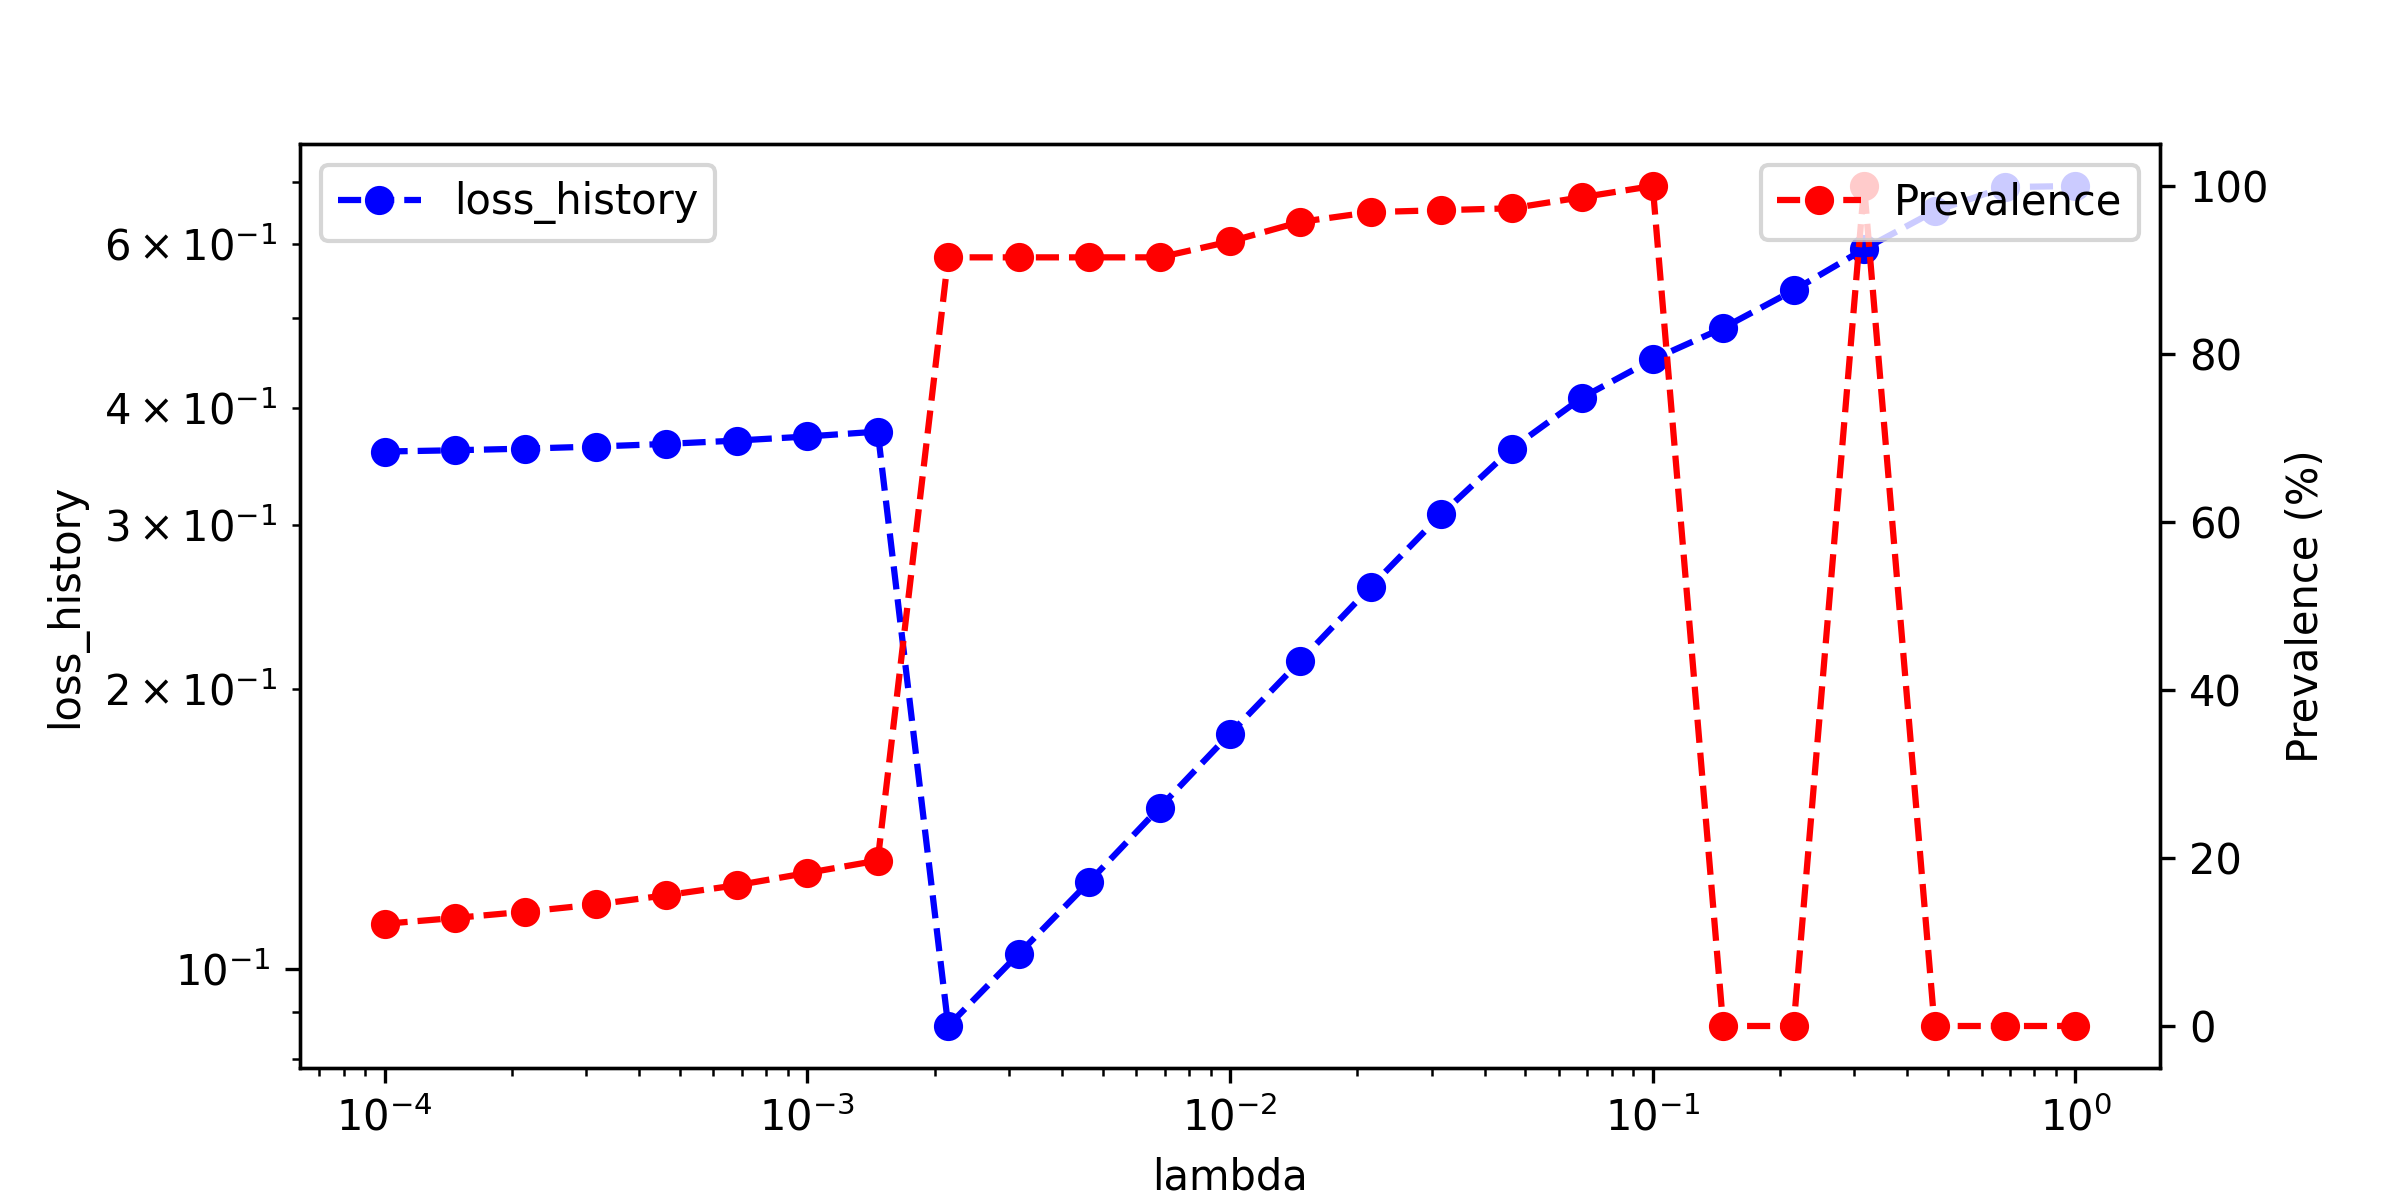 loss_history
Prevalence
6 × 10⁻¹
4 × 10⁻¹
3 × 10⁻¹
2 × 10⁻¹
10⁻¹
loss_history
100
80
60
40
20
0
Prevalence (%)
10⁻⁴ 10⁻³ 10⁻² 10⁻¹ 10⁰
lambda